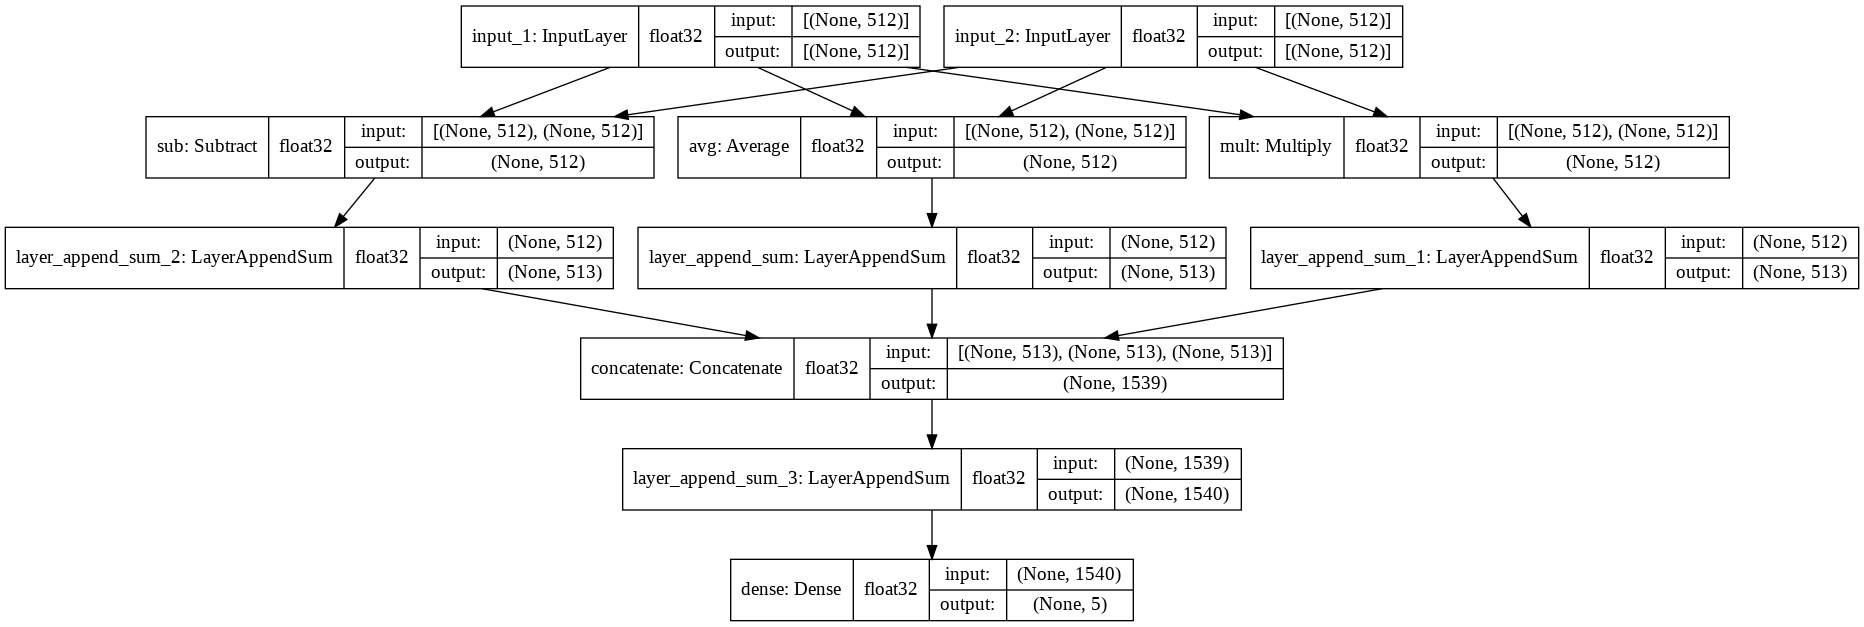 input_1: InputLayer float32 input: [(None, 512)]
output: [(None, 512)]
input_2: InputLayer float32 input: [(None, 512)]
output: [(None, 512)]
sub: Subtract float32 input: [(None, 512), (None, 512)]
output: (None, 512)
avg: Average float32 input: [(None, 512), (None, 512)]
output: (None, 512)
mult: Multiply float32 input: [(None, 512), (None, 512)]
output: (None, 512)
layer_append_sum_2: LayerAppendSum float32 input: (None, 512)
output: (None, 513)
layer_append_sum: LayerAppendSum float32 input: (None, 512)
output: (None, 513)
layer_append_sum_1: LayerAppendSum float32 input: (None, 512)
output: (None, 513)
concatenate: Concatenate float32 input: [(None, 513), (None, 513), (None, 513)]
output: (None, 1539)
layer_append_sum_3: LayerAppendSum float32 input: (None, 1539)
output: (None, 1540)
dense: Dense float32 input: (None, 1540)
output: (None, 5)